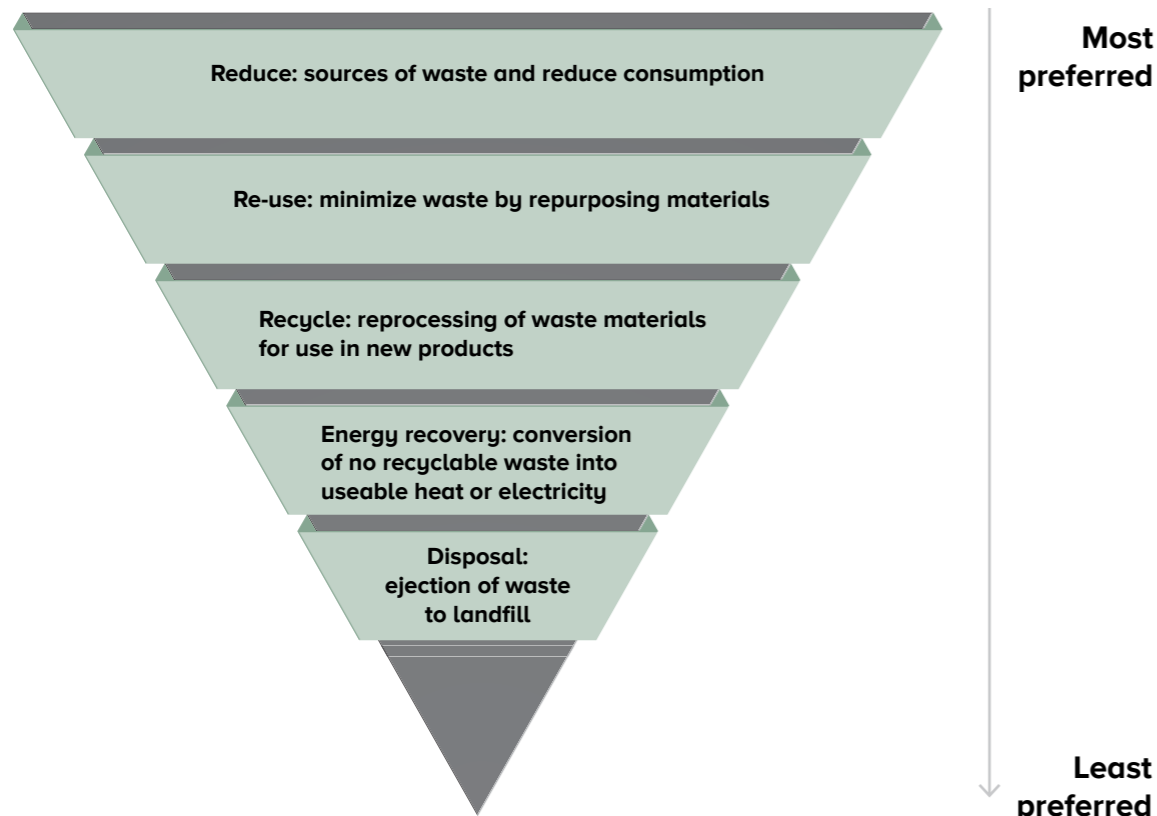 Reduce: sources of waste and reduce consumption
Most
preferred
Re-use: minimize waste by repurposing materials
Recycle: reprocessing of waste materials
for use in new products
Energy recovery: conversion
of no recyclable waste into
useable heat or electricity
Disposal:
ejection of waste
to landfill
Least
preferred